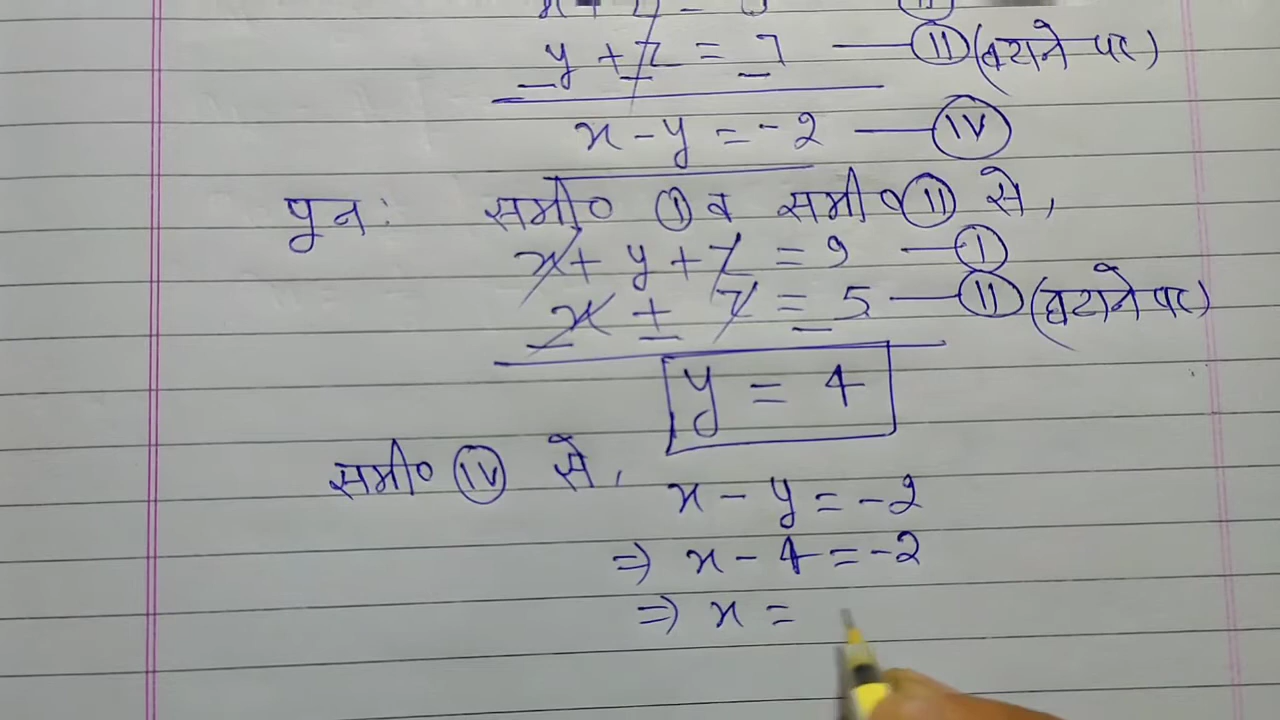 y + z = 7 — II (घटाने पर)
x - y = -2 — IV
पुनः समी० I व समी० II से,
x + y + z = 9 — I
x + z = 5 — II (घटाने पर)
y = 4
समी० IV से, x - y = -2
⇒ x - 4 = -2
⇒ x =